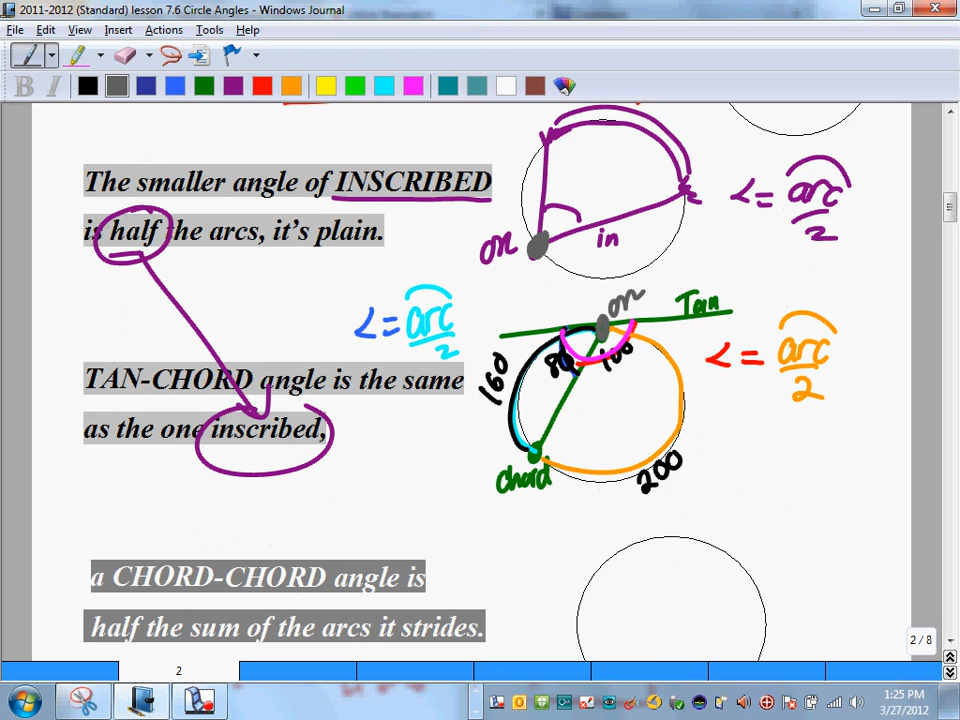 2011-2012 (Standard) lesson 7.6 Circle Angles - Windows Journal
File Edit View Insert Actions Tools Help
B I
The smaller angle of INSCRIBED
is half the arcs, it's plain.
on
in
∠ = arc
2
∠ = arc
2
TAN-CHORD angle is the same
as the one inscribed,
on
Tan
160
80
100
chord
200
∠ = arc
2
a CHORD-CHORD angle is
half the sum of the arcs it strides.
2 / 8
2
1:25 PM
3/27/2012